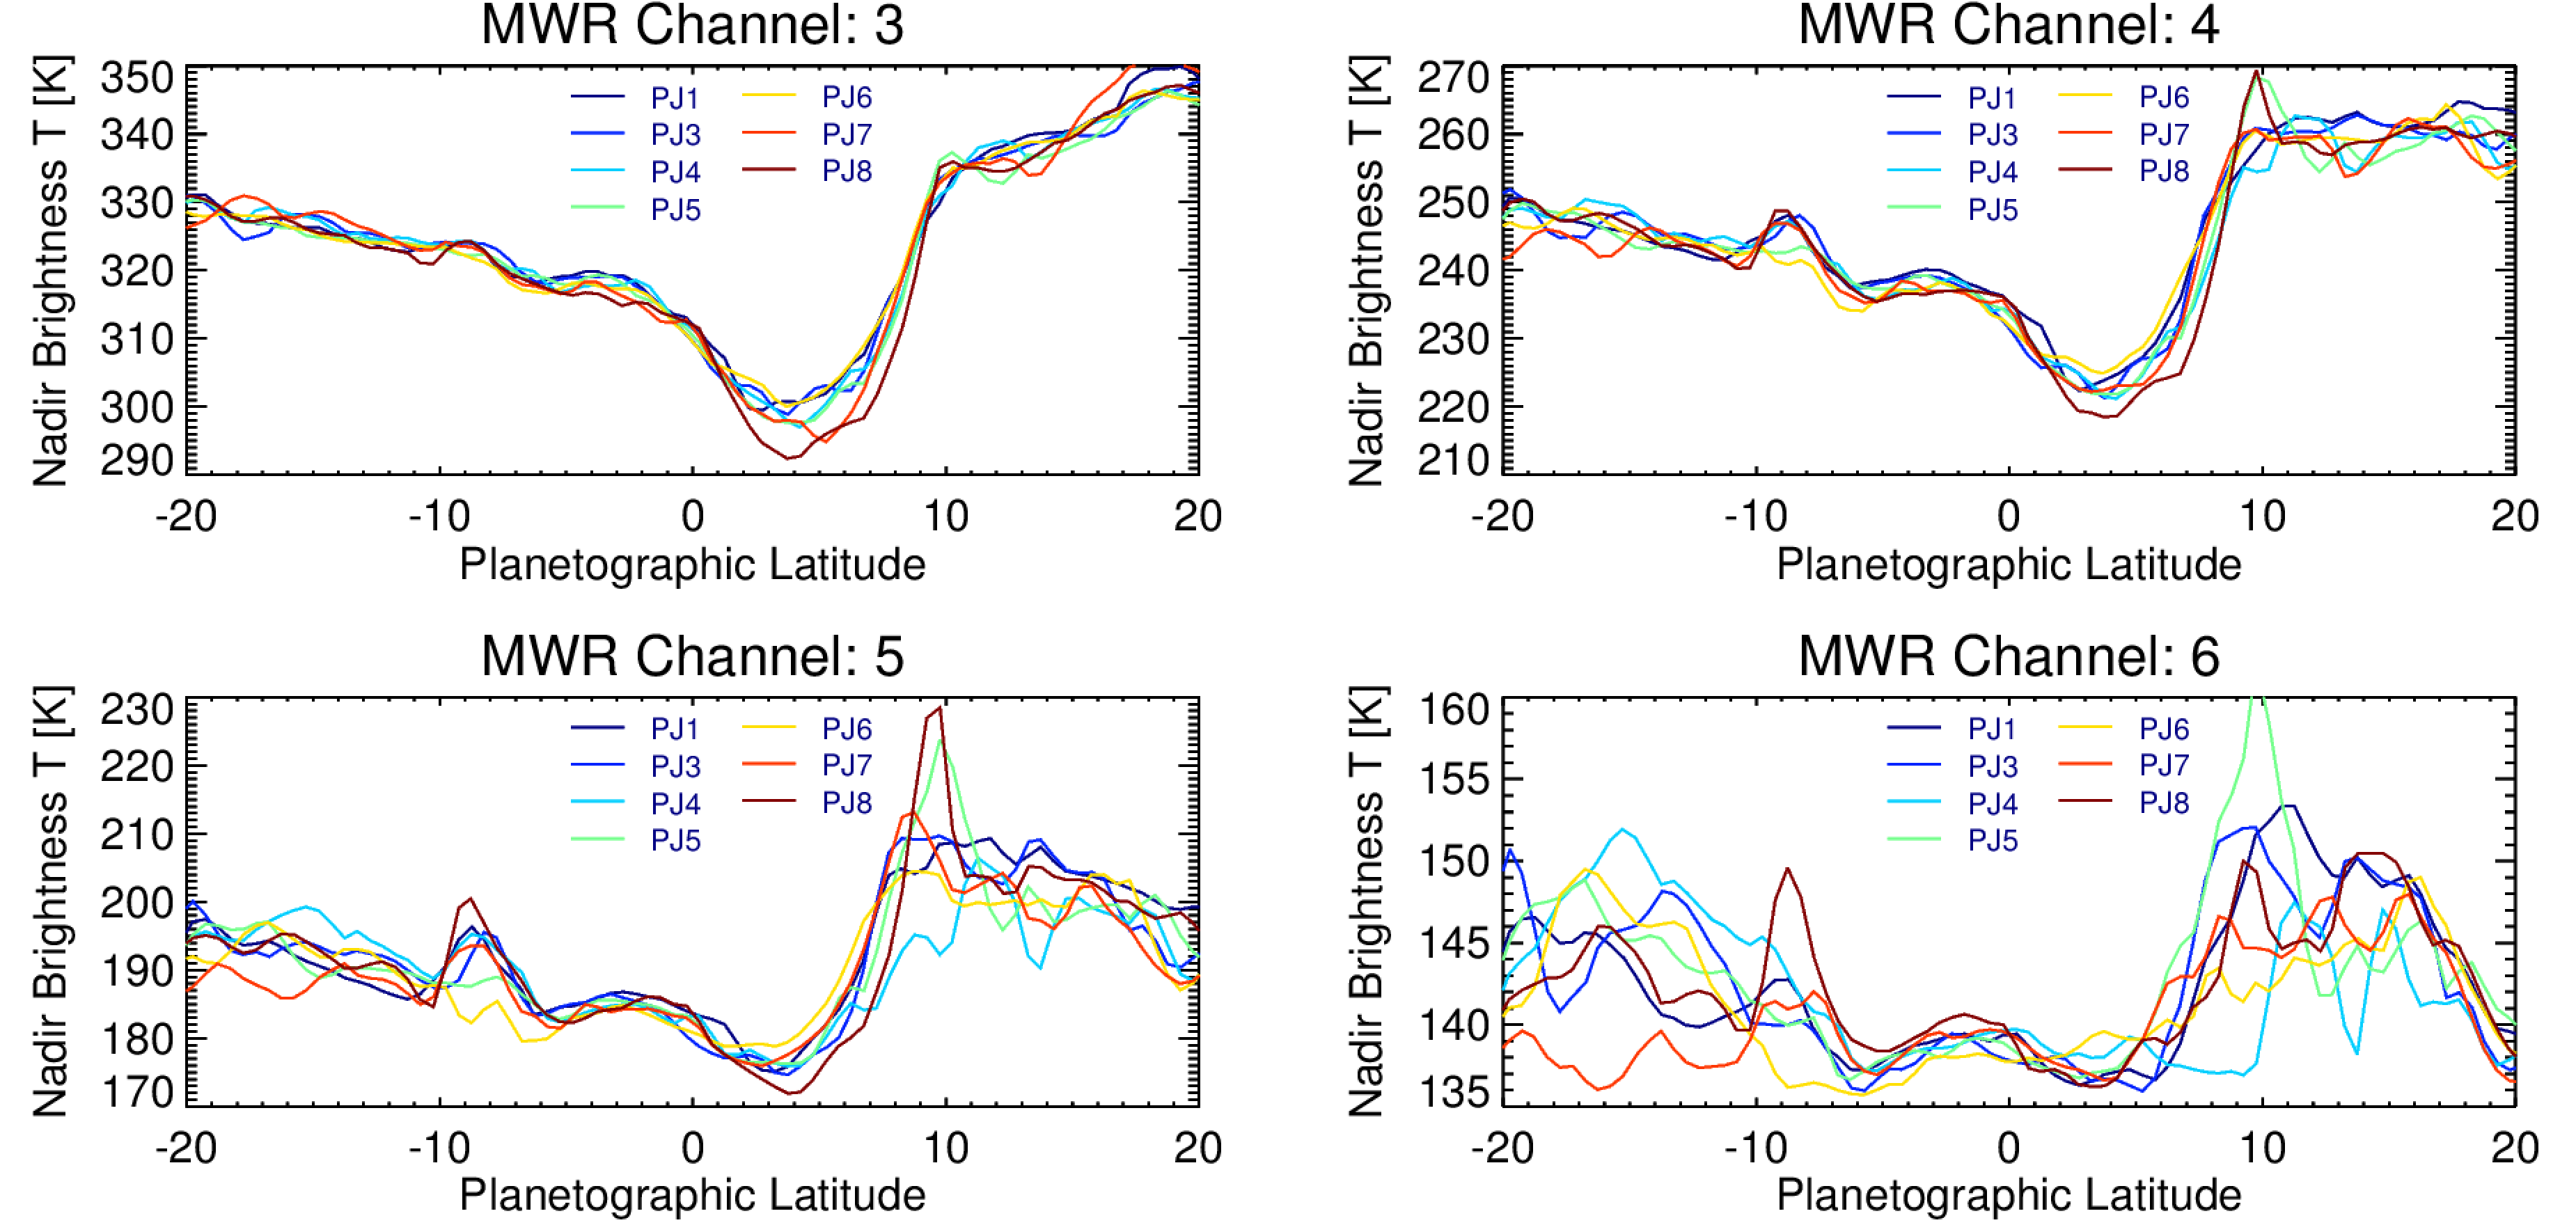 MWR Channel: 3
Nadir Brightness T [K]
350
340
330
320
310
300
290
PJ1
PJ3
PJ4
PJ5
PJ6
PJ7
PJ8
-20 -10 0 10 20
Planetographic Latitude
MWR Channel: 4
Nadir Brightness T [K]
270
260
250
240
230
220
210
PJ1
PJ3
PJ4
PJ5
PJ6
PJ7
PJ8
-20 -10 0 10 20
Planetographic Latitude
MWR Channel: 5
Nadir Brightness T [K]
230
220
210
200
190
180
170
PJ1
PJ3
PJ4
PJ5
PJ6
PJ7
PJ8
-20 -10 0 10 20
Planetographic Latitude
MWR Channel: 6
Nadir Brightness T [K]
160
155
150
145
140
135
PJ1
PJ3
PJ4
PJ5
PJ6
PJ7
PJ8
-20 -10 0 10 20
Planetographic Latitude